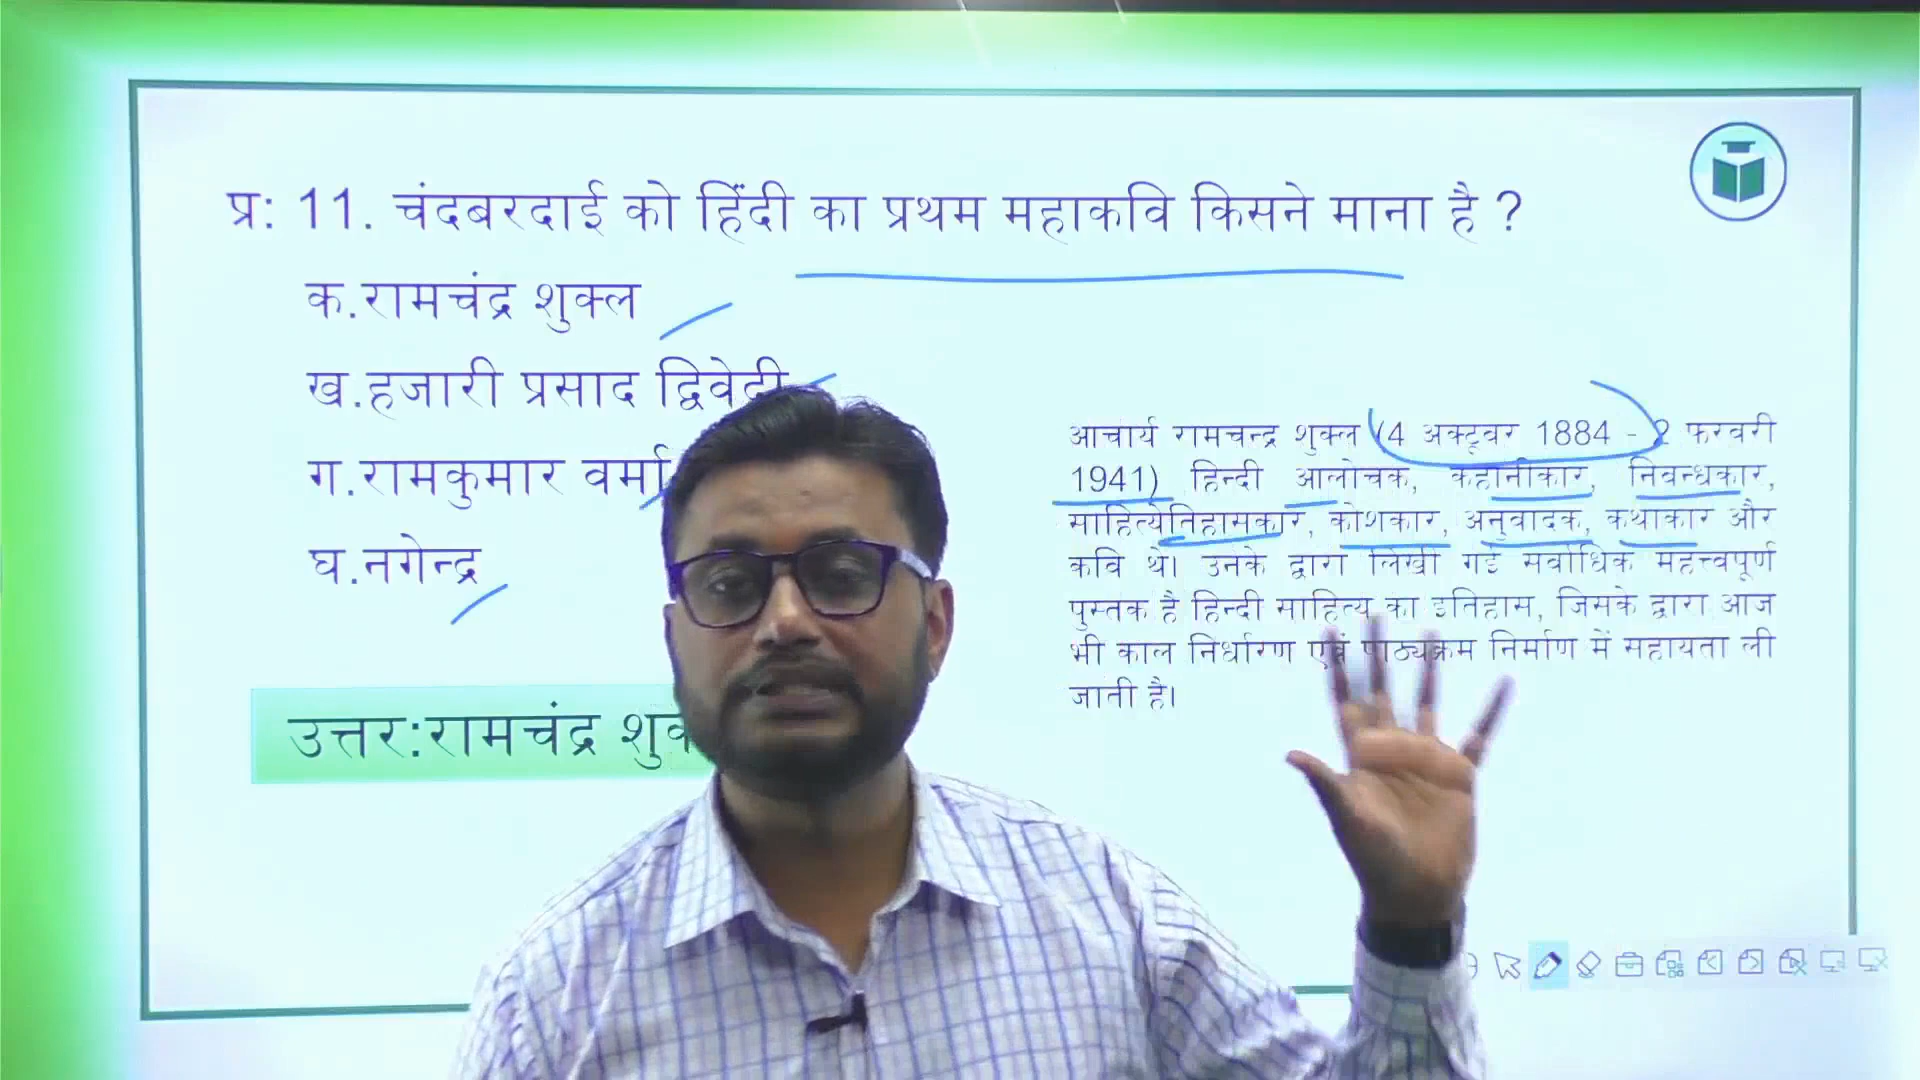 प्र: 11. चंदबरदाई को हिंदी का प्रथम महाकवि किसने माना है ?
क.रामचंद्र शुक्ल
ख.हजारी प्रसाद द्विवेदी
ग.रामकुमार वर्मा
घ.नगेन्द्र
उत्तर:रामचंद्र
आचार्य रामचन्द्र शुक्ल (4 अक्टूवर 1884 - 2 फरवरी
1941) हिन्दी आलोचक, कहानीकार, निवन्धकार,
साहित्येतिहासकार, कोशकार, अनुवादक, कथाकार और
कवि थे। उनके द्वारा लिखी गई सर्वाधिक महत्त्वपूर्ण
पुस्तक है हिन्दी साहित्य का इतिहास, जिसके द्वारा आज
भी काल निर्धारण एवं पाठ्यक्रम निर्माण में सहायता ली
जाती है।